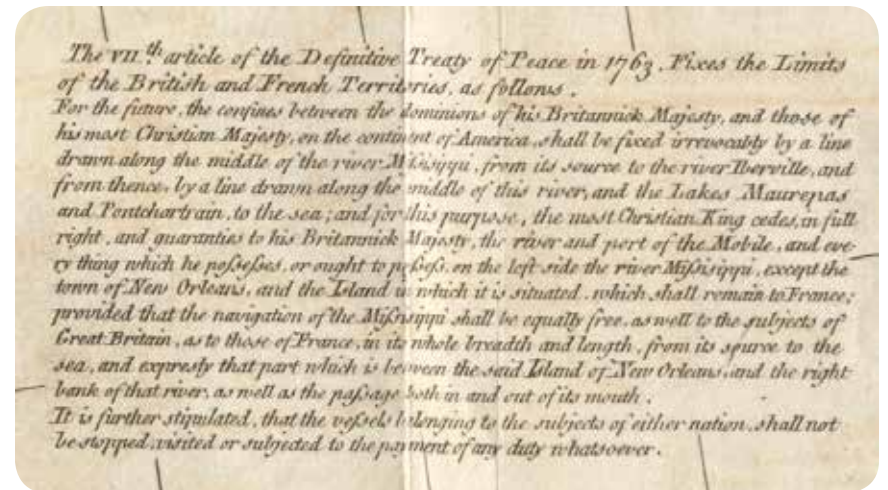 The VII.th article of the Definitive Treaty of Peace in 1763, Fixes the Limits
of the British and French Territories, as follows.
For the future, the confines between the dominions of his Britannick Majesty, and those of
his most Christian Majesty, on the continent of America, shall be fixed irrevocably by a line
drawn along the middle of the river Miſsisippi, from its source to the river Iberville, and
from thence, by a line drawn along the middle of this river, and the Lakes Maurepas
and Pontchartrain, to the sea; and for this purpose, the most Christian King cedes, in full
right, and guaranties to his Britannick Majesty, the river and port of the Mobile, and eve-
ry thing which he poſseſses, or ought to poſseſs, on the left side the river Miſsisippi, except the
town of New Orleans, and the Island in which it is situated, which shall remain to France;
provided that the navigation of the Miſsisippi shall be equally free, as well to the subjects of
Great Britain, as to those of France, in its whole breadth and length, from its source to the
sea, and expresly that part which is between the said Island of New Orleans, and the right
bank of that river, as well as the paſsage both in and out of its mouth.
It is further stipulated, that the veſsels belonging to the subjects of either nation, shall not
be stopped, visited or subjected to the payment of any duty whatsoever.